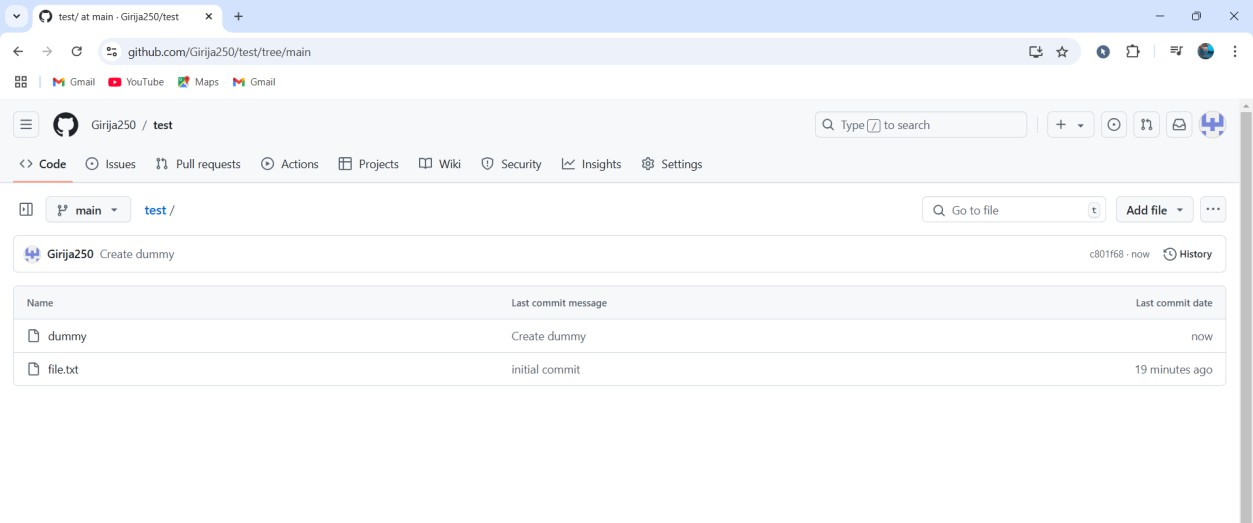 test/ at main · Girija250/test
github.com/Girija250/test/tree/main
Gmail YouTube Maps Gmail
Girija250 / test Type / to search
Code Issues Pull requests Actions Projects Wiki Security Insights Settings
main test / Go to file t Add file
Girija250 Create dummy c801f68 · now History
Name Last commit message Last commit date
dummy Create dummy now
file.txt initial commit 19 minutes ago